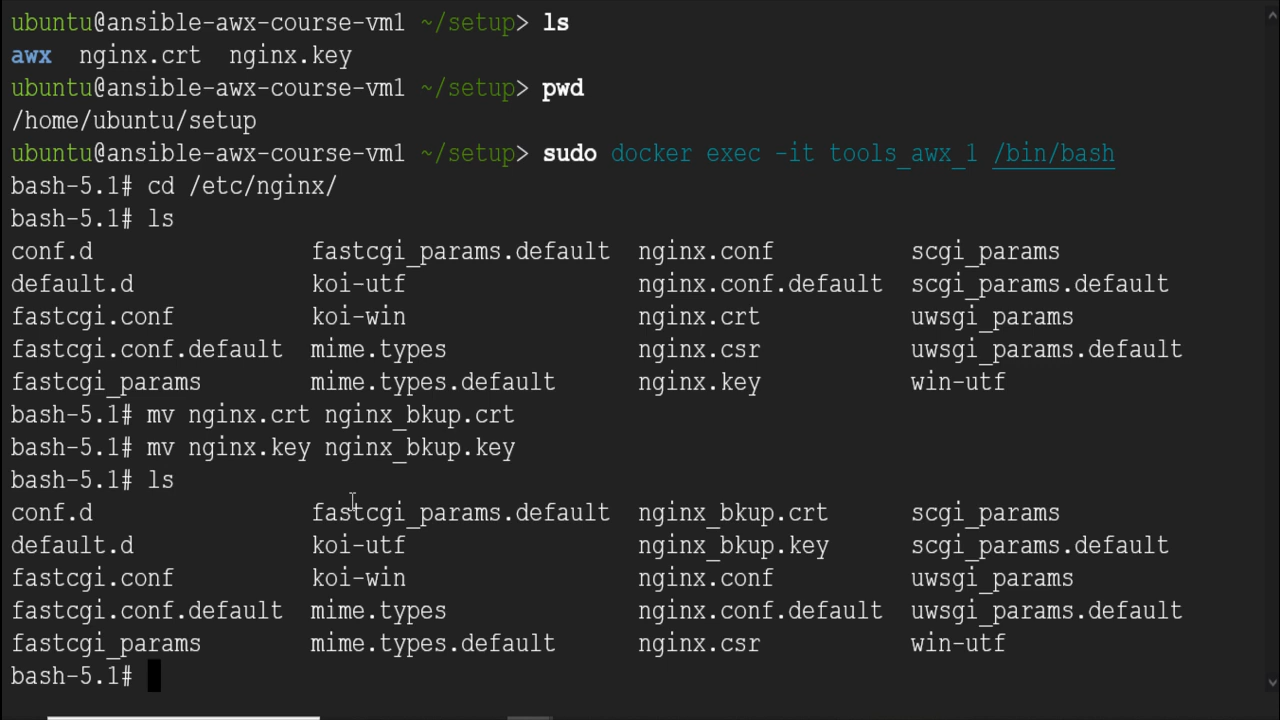 ubuntu@ansible-awx-course-vm1 ~/setup> ls
awx  nginx.crt  nginx.key
ubuntu@ansible-awx-course-vm1 ~/setup> pwd
/home/ubuntu/setup
ubuntu@ansible-awx-course-vm1 ~/setup> sudo docker exec -it tools_awx_1 /bin/bash
bash-5.1# cd /etc/nginx/
bash-5.1# ls
conf.d                fastcgi_params.default  nginx.conf          scgi_params
default.d             koi-utf                 nginx.conf.default  scgi_params.default
fastcgi.conf          koi-win                 nginx.crt           uwsgi_params
fastcgi.conf.default  mime.types              nginx.csr           uwsgi_params.default
fastcgi_params        mime.types.default      nginx.key           win-utf
bash-5.1# mv nginx.crt nginx_bkup.crt
bash-5.1# mv nginx.key nginx_bkup.key
bash-5.1# ls
conf.d                fastcgi_params.default  nginx_bkup.crt      scgi_params
default.d             koi-utf                 nginx_bkup.key      scgi_params.default
fastcgi.conf          koi-win                 nginx.conf          uwsgi_params
fastcgi.conf.default  mime.types              nginx.conf.default  uwsgi_params.default
fastcgi_params        mime.types.default      nginx.csr           win-utf
bash-5.1#